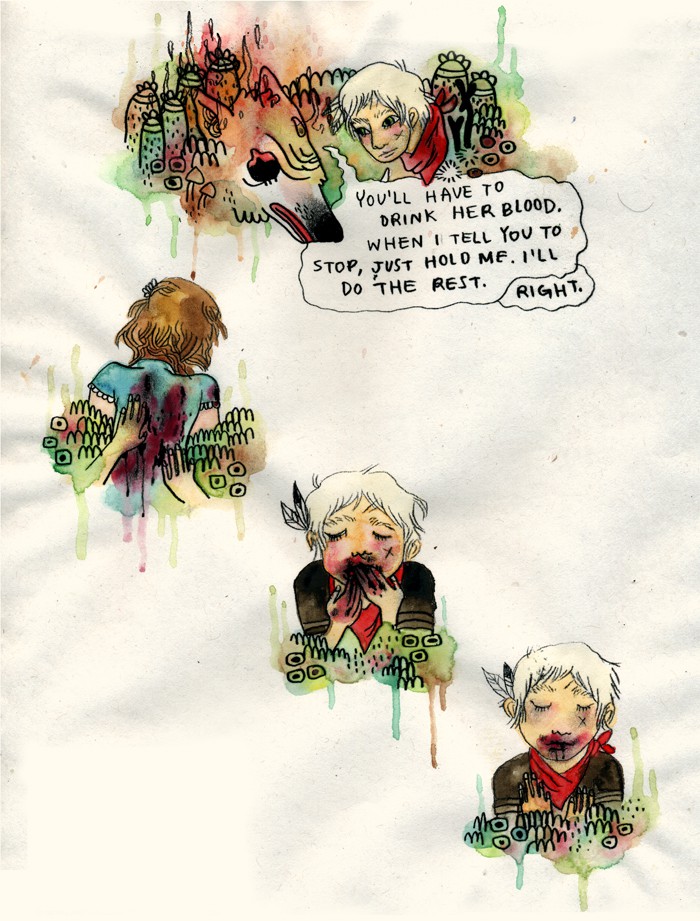 YOU'LL HAVE TO
DRINK HER BLOOD.
WHEN I TELL YOU TO
STOP, JUST HOLD ME. I'LL
DO THE REST.
RIGHT.